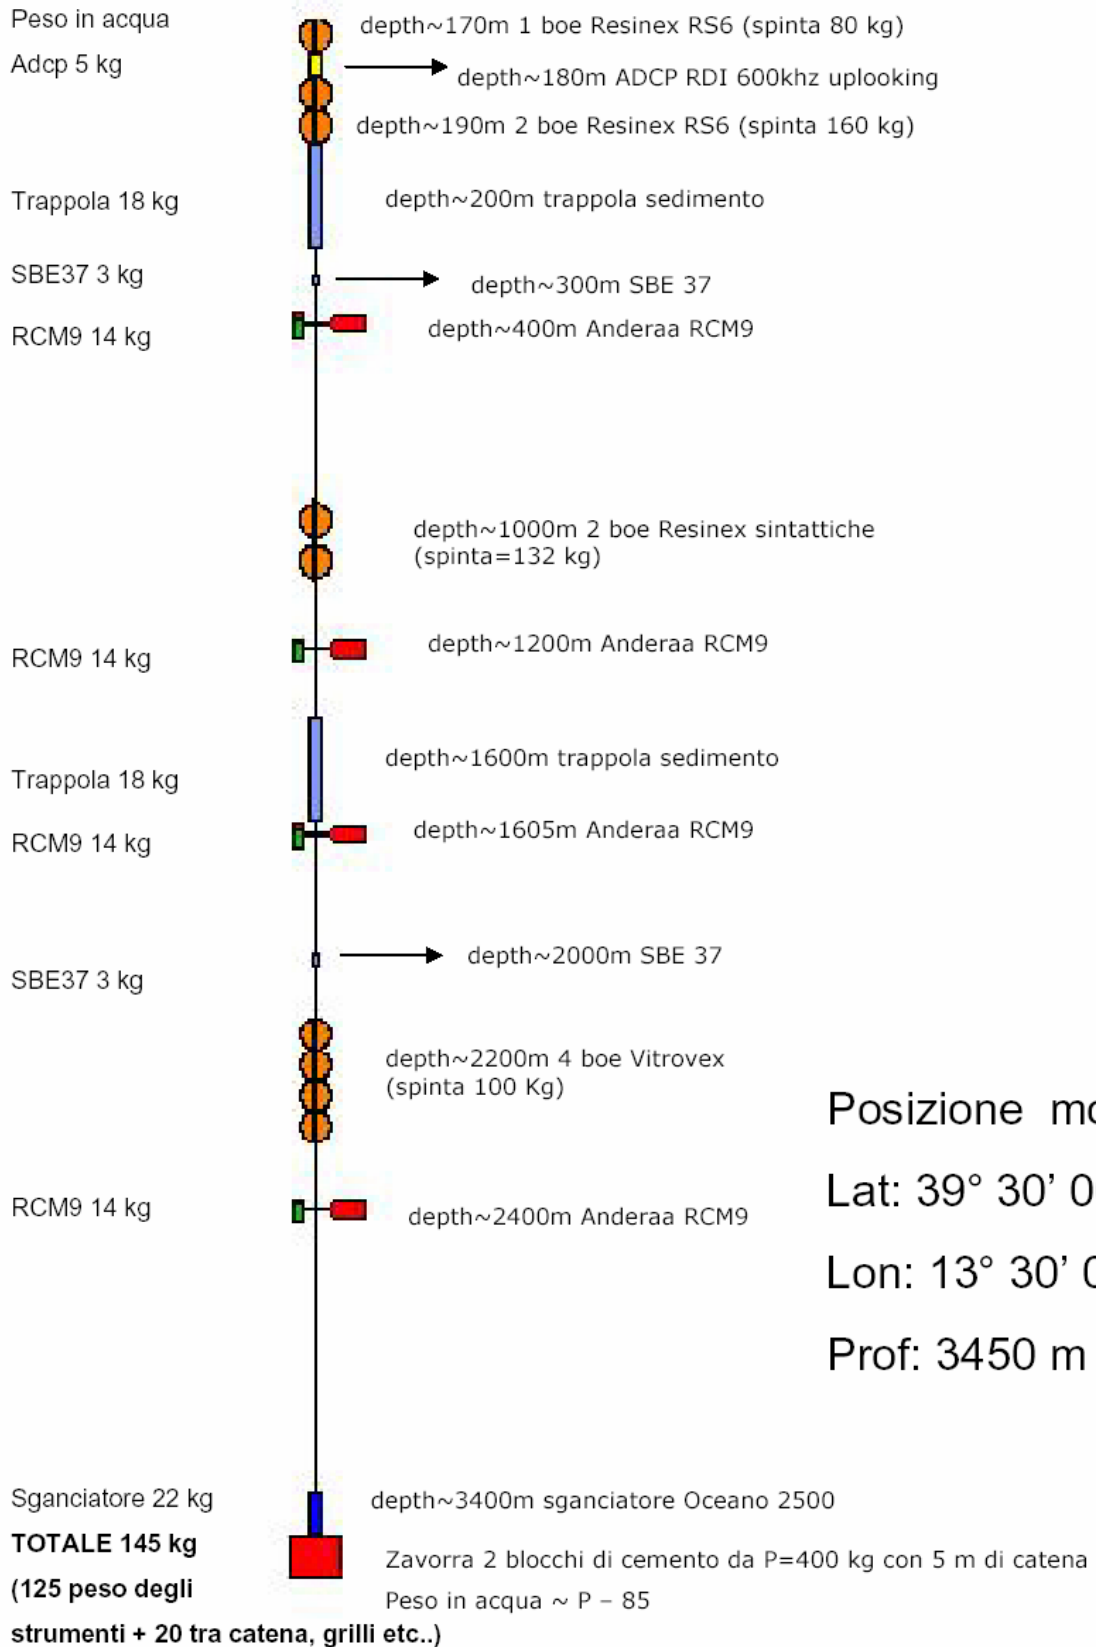 Peso in acqua
depth~170m 1 boe Resinex RS6 (spinta 80 kg)
Adcp 5 kg
depth~180m ADCP RDI 600khz uplooking
depth~190m 2 boe Resinex RS6 (spinta 160 kg)
Trappola 18 kg
depth~200m trappola sedimento
SBE37 3 kg
depth~300m SBE 37
RCM9 14 kg
depth~400m Anderaa RCM9
depth~1000m 2 boe Resinex sintattiche
(spinta=132 kg)
RCM9 14 kg
depth~1200m Anderaa RCM9
Trappola 18 kg
depth~1600m trappola sedimento
RCM9 14 kg
depth~1605m Anderaa RCM9
SBE37 3 kg
depth~2000m SBE 37
depth~2200m 4 boe Vitrovex
(spinta 100 Kg)
RCM9 14 kg
depth~2400m Anderaa RCM9
Posizione
Lat: 39° 30’
Lon: 13° 30’
Prof: 3450 m
Sganciatore 22 kg
depth~3400m sganciatore Oceano 2500
TOTALE 145 kg
(125 peso degli
strumenti + 20 tra catena, grilli etc..)
Zavorra 2 blocchi di cemento da P=400 kg con 5 m di catena
Peso in acqua ~ P – 85